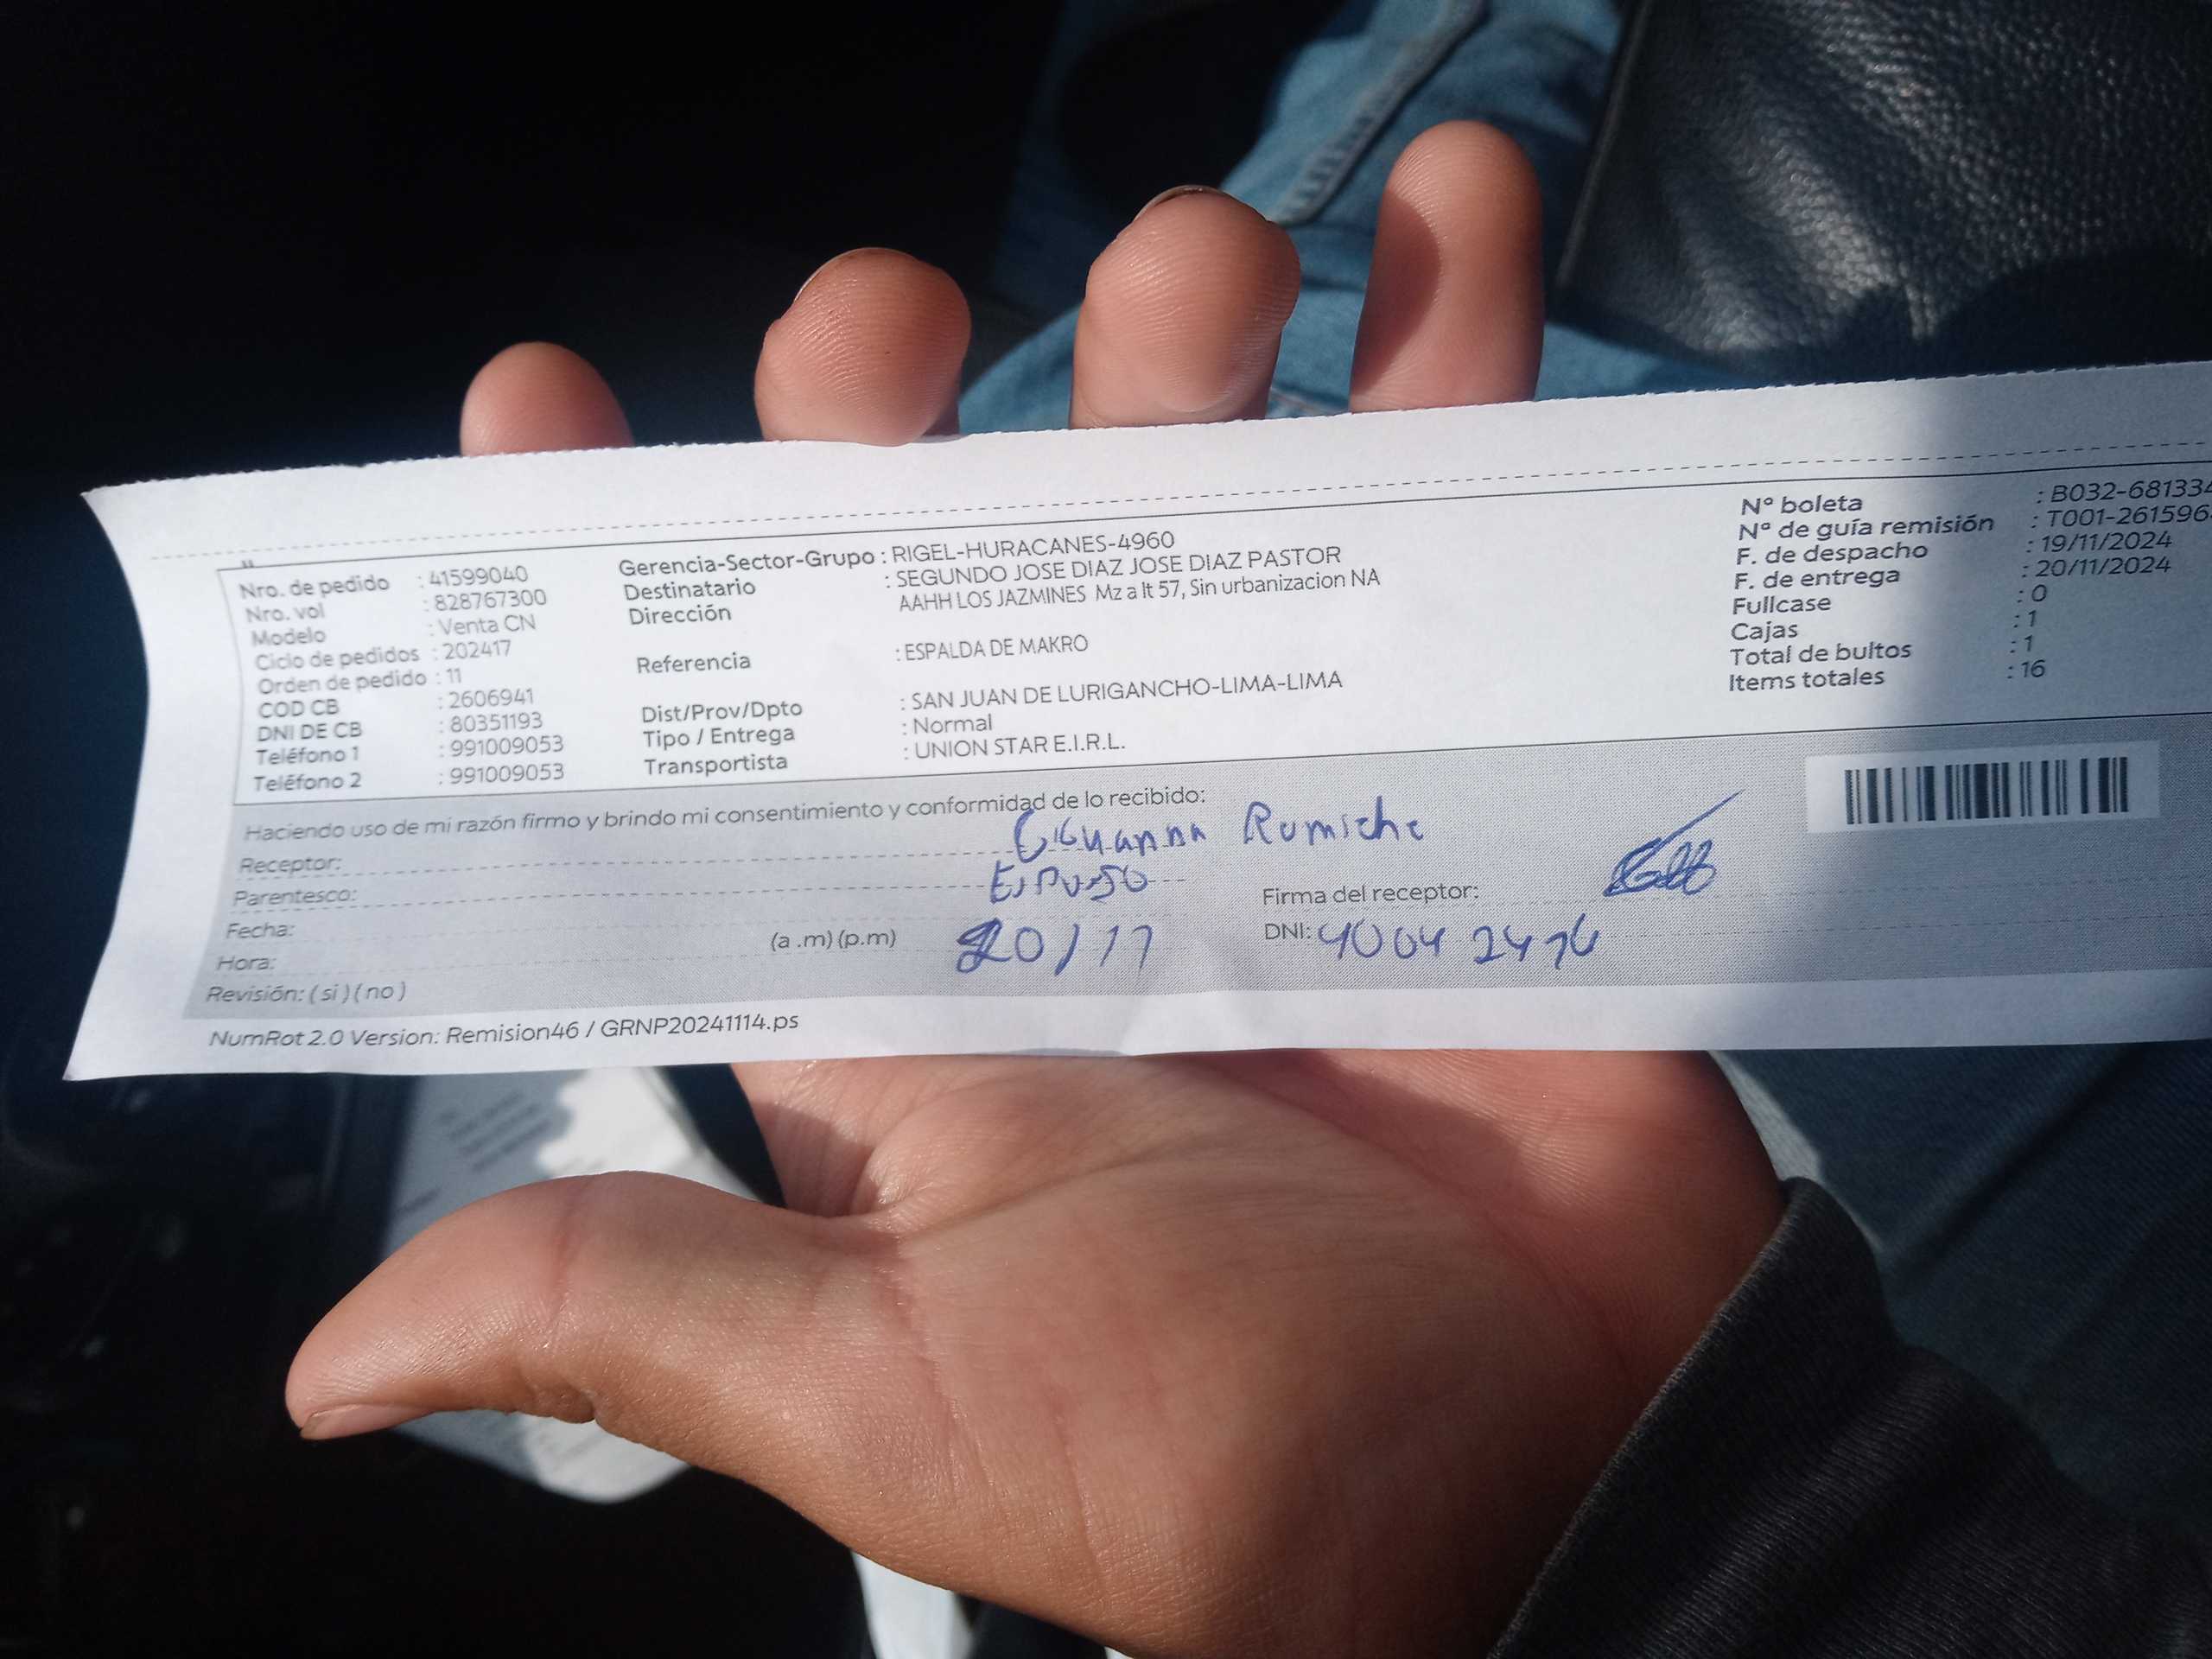 Nro. de pedido : 41599040
Nro. vol : 828767300
Modelo : Venta CN
Ciclo de pedidos : 202417
Orden de pedido : 11
COD CB : 2606941
DNI DE CB : 80351193
Teléfono 1 : 991009053
Teléfono 2 : 991009053
Gerencia-Sector-Grupo : RIGEL-HURACANES-4960
Destinatario : SEGUNDO JOSE DIAZ JOSE DIAZ PASTOR
Dirección AAHH LOS JAZMINES Mz a lt 57, Sin urbanizacion NA
Referencia : ESPALDA DE MAKRO
Dist/Prov/Dpto : SAN JUAN DE LURIGANCHO-LIMA-LIMA
Tipo / Entrega : Normal
Transportista : UNION STAR E.I.R.L.
Nº boleta : B032-681334
Nº de guía remisión : T001-261596
F. de despacho : 19/11/2024
F. de entrega : 20/11/2024
Fullcase : 0
Cajas : 1
Total de bultos : 1
Items totales : 16
Haciendo uso de mi razón firmo y brindo mi consentimiento y conformidad de lo recibido:
Receptor: Rumiche
Parentesco: Esposo
Firma del receptor:
Fecha: 20/11
DNI: 40042476
Hora: (a .m) (p.m)
Revisión: ( si ) ( no )
NumRot 2.0 Version: Remision46 / GRNP20241114.ps